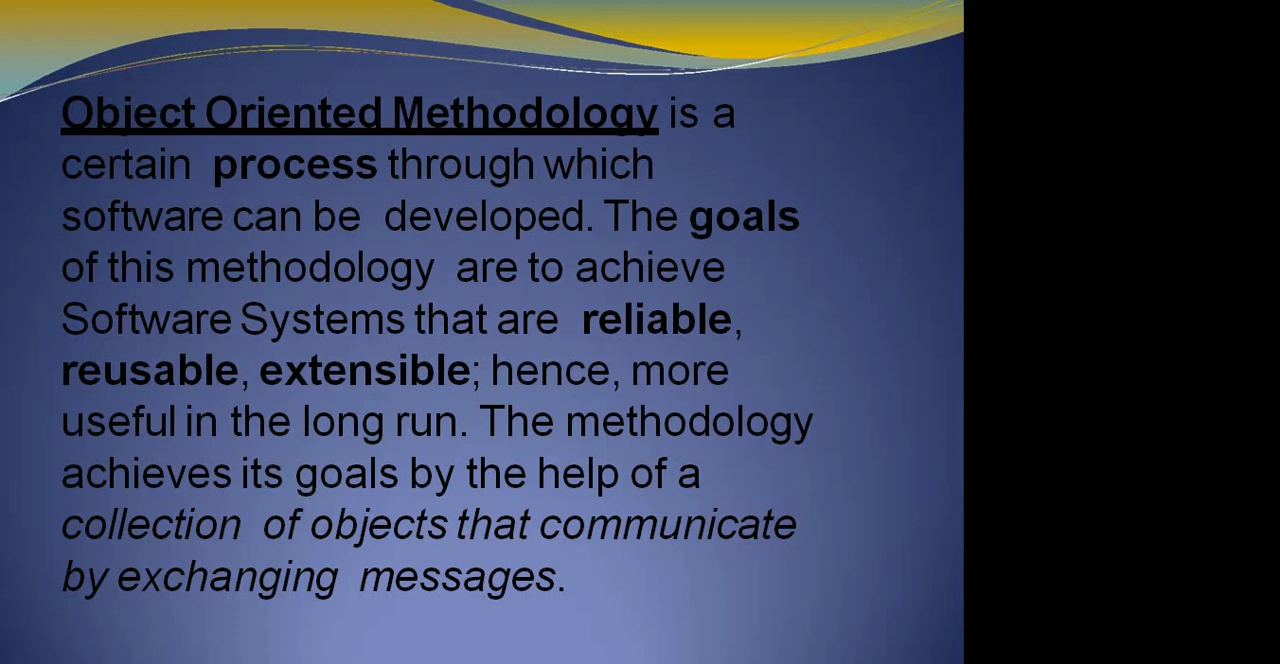 Object Oriented Methodology is a
certain process through which
software can be developed. The goals
of this methodology are to achieve
Software Systems that are reliable,
reusable, extensible; hence, more
useful in the long run. The methodology
achieves its goals by the help of a
collection of objects that communicate
by exchanging messages.